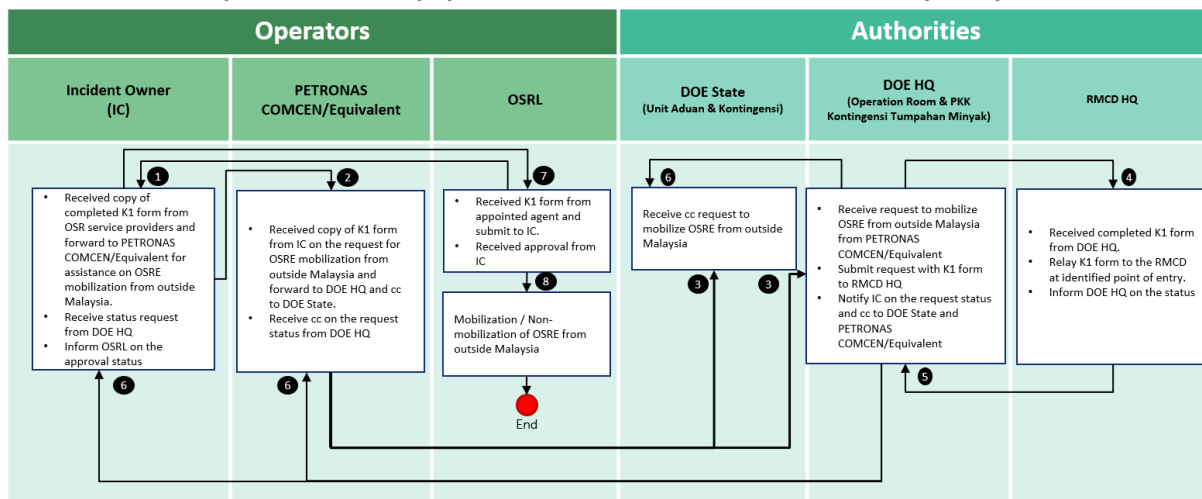 Operators
Authorities
Incident Owner
(IC)
PETRONAS
COMCEN/Equivalent
OSRL
DOE State
(Unit Aduan & Kontingensi)
DOE HQ
(Operation Room & PKK
Kontingensi Tumpahan Minyak)
RMCD HQ
1
2
7
6
4
• Received copy of
completed K1 form from
OSR service providers and
forward to PETRONAS
COMCEN/Equivalent for
assistance on OSRE
mobilization from outside
Malaysia.
• Receive status request
from DOE HQ
• Inform OSRL on the
approval status
• Received copy of K1 form
from IC on the request for
OSRE mobilization from
outside Malaysia and
forward to DOE HQ and cc
to DOE State.
• Receive cc on the request
status from DOE HQ
• Received K1 form from
appointed agent and
submit to IC.
• Received approval from
IC
8
Mobilization / Non-
mobilization of OSRE from
outside Malaysia
End
Receive cc request to
mobilize OSRE from outside
Malaysia
3
3
• Receive request to mobilize
OSRE from outside Malaysia
from PETRONAS
COMCEN/Equivalent
• Submit request with K1 form
to RMCD HQ
• Notify IC on the request status
and cc to DOE State and
PETRONAS
COMCEN/Equivalent
• Received completed K1 form
from DOE HQ.
• Relay K1 form to the RMCD
at identified point of entry.
• Inform DOE HQ on the status
6
6
5